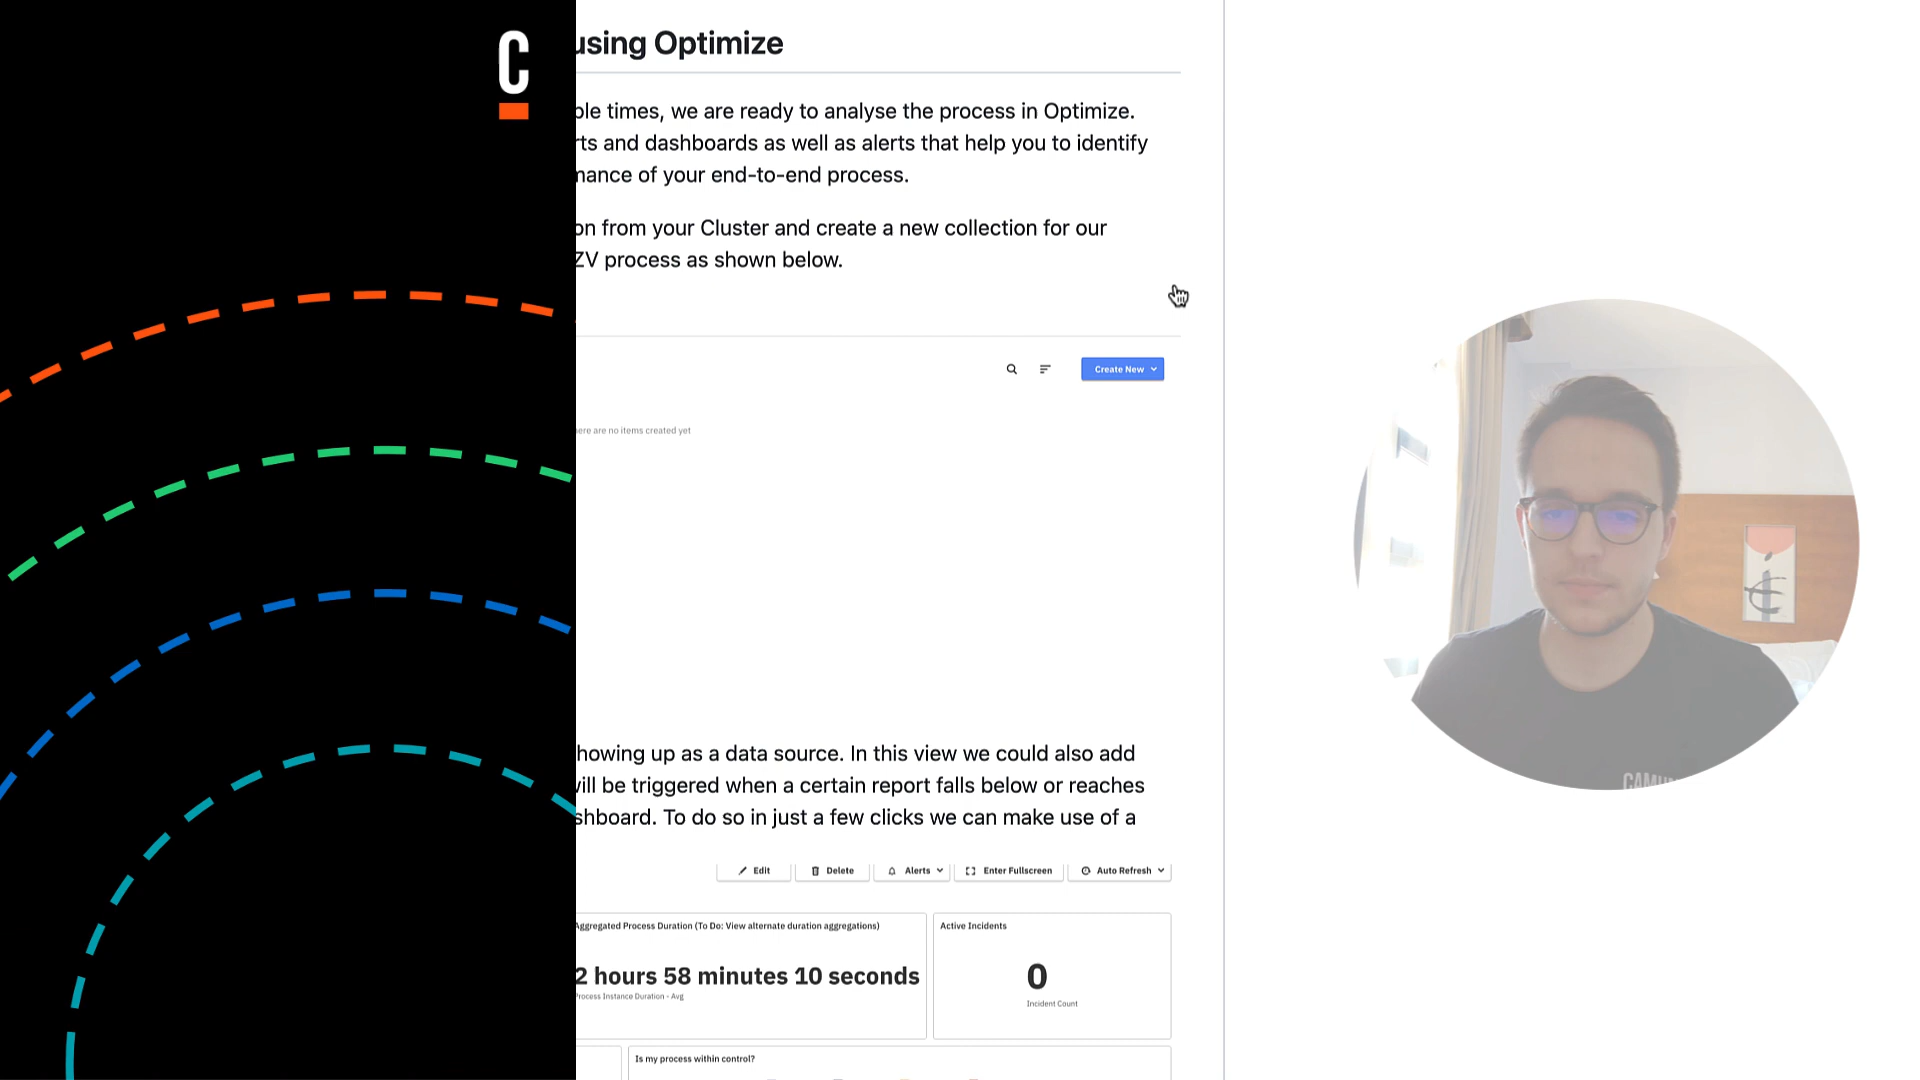 C
using Optimize
ble times, we are ready to analyse the process in Optimize.
rts and dashboards as well as alerts that help you to identify
mance of your end-to-end process.
on from your Cluster and create a new collection for our
ZV process as shown below.
Create New
ere are no items created yet
howing up as a data source. In this view we could also add
will be triggered when a certain report falls below or reaches
shboard. To do so in just a few clicks we can make use of a
Edit Delete Alerts Enter Fullscreen Auto Refresh
Aggregated Process Duration (To Do: View alternate duration aggregations)
Active Incidents
2 hours 58 minutes 10 seconds
Process Instance Duration - Avg
0
Incident Count
Is my process within control?